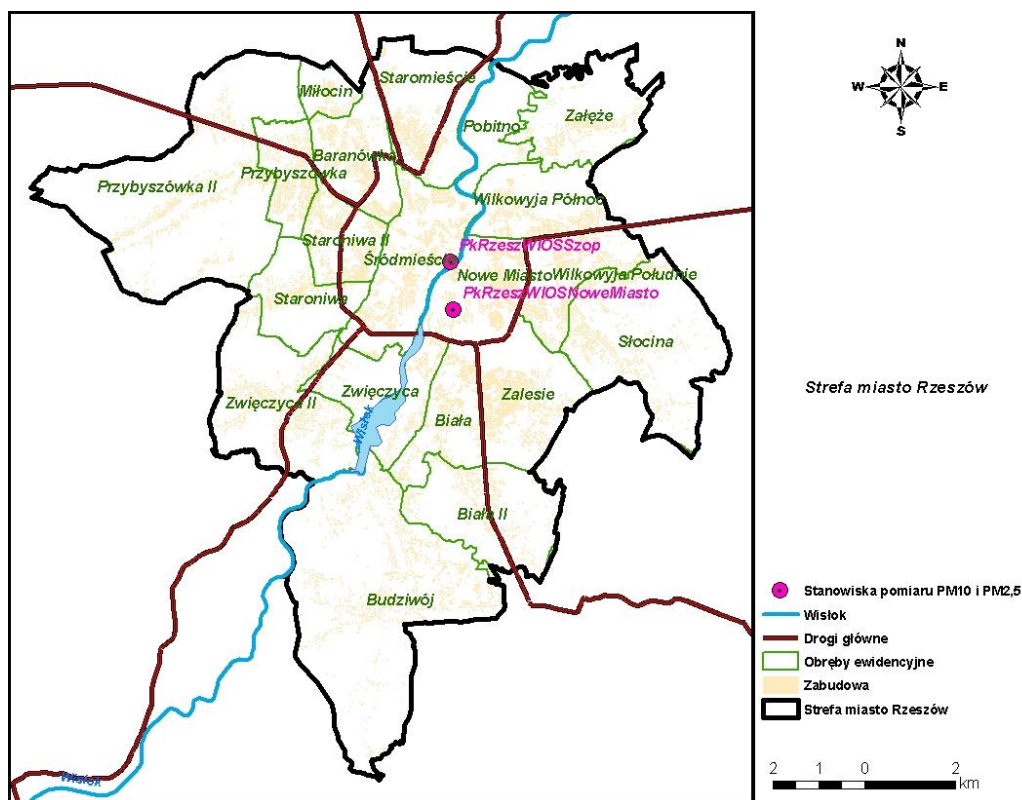 Staromieście
Miłocin
Załęże
Pobitno
Baranówka
Przybyszówka
Przybyszówka II
Wilkowyja Północ
Staroniwa II
PkRzeszWIOSSzop
Śródmieście
Nowe Miasto
Wilkowyja Południe
PkRzeszWIOSNoweMiasto
Staroniwa
Słocina
Zwięczyca
Zalesie
Zwięczyca II
Biała
Wisłok
Biała II
Budziwój
Wisłok
N
W
E
S
Strefa miasto Rzeszów
Stanowiska pomiaru PM10 i PM2,5
Wisłok
Drogi główne
Obręby ewidencyjne
Zabudowa
Strefa miasto Rzeszów
2 1 0 2
km